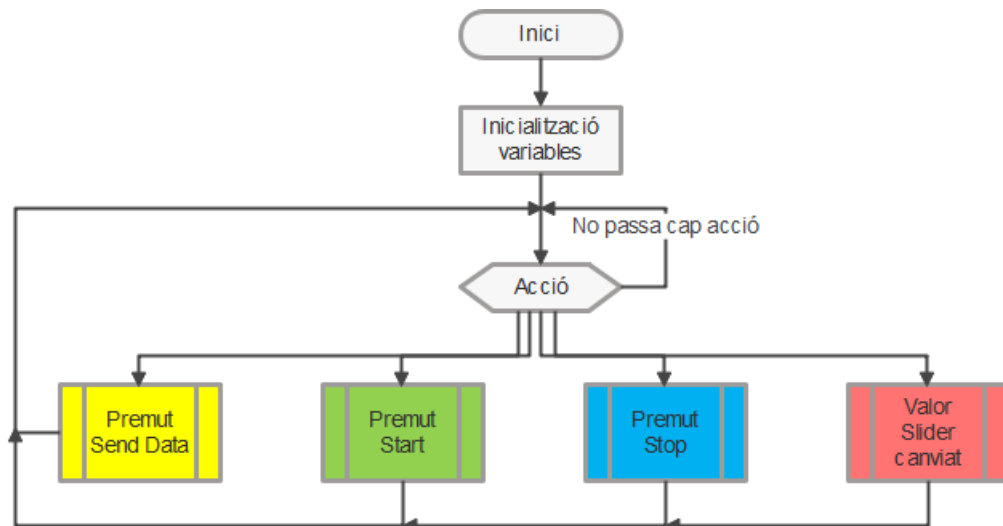 Inici
Inicialització
variables
No passa cap acció
Acció
Premut
Send Data
Premut
Start
Premut
Stop
Valor
Slider
canviat